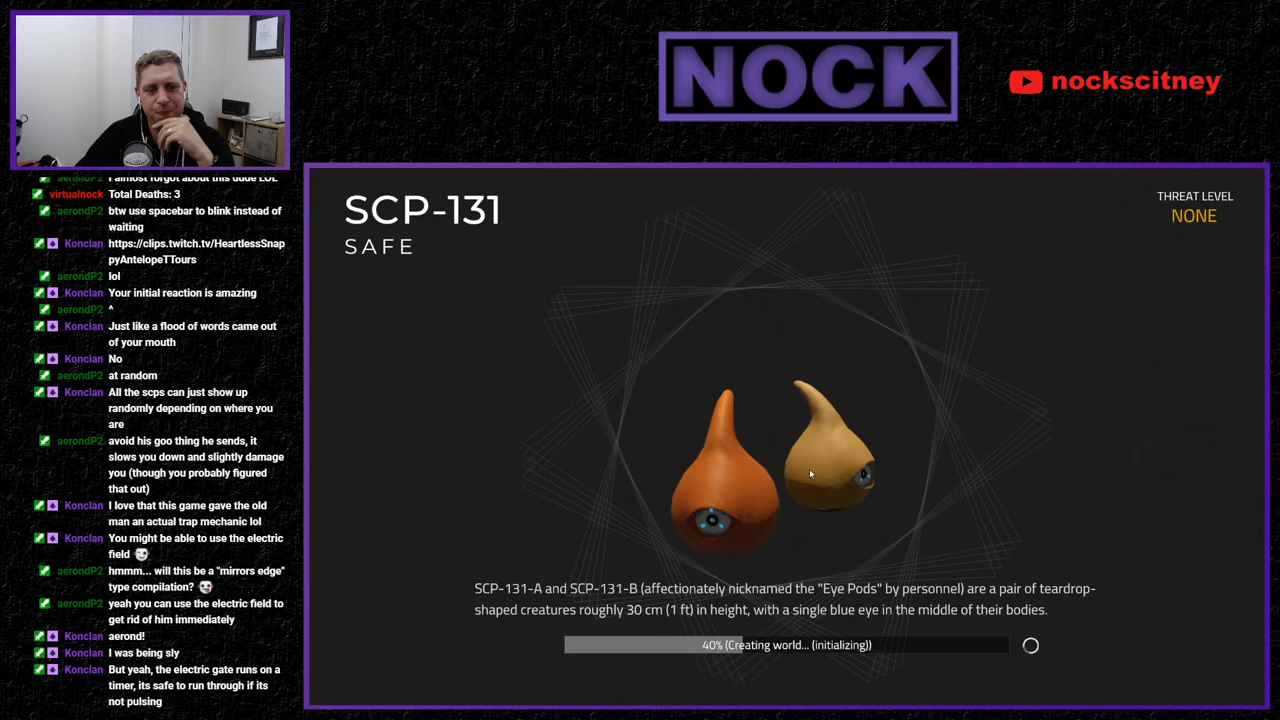 NOCK
nockscitney
aerondP2 I almost forgot about this dude LOL
virtualnock Total Deaths: 3
aerondP2 btw use spacebar to blink instead of
waiting
Konclan https://clips.twitch.tv/HeartlessSnap
pyAntelopeTTours
aerondP2 lol
Konclan Your initial reaction is amazing
aerondP2 ^
Konclan Just like a flood of words came out
of your mouth
Konclan No
aerondP2 at random
Konclan All the scps can just show up
randomly depending on where you
are
aerondP2 avoid his goo thing he sends, it
slows you down and slightly damage
you (though you probably figured
that out)
Konclan I love that this game gave the old
man an actual trap mechanic lol
Konclan You might be able to use the electric
field
aerondP2 hmmm... will this be a "mirrors edge"
type compilation?
aerondP2 yeah you can use the electric field to
get rid of him immediately
Konclan aerond!
Konclan I was being sly
Konclan But yeah, the electric gate runs on a
timer, its safe to run through if its
not pulsing
SCP-131
SAFE
THREAT LEVEL
NONE
SCP-131-A and SCP-131-B (affectionately nicknamed the "Eye Pods" by personnel) are a pair of teardrop-
shaped creatures roughly 30 cm (1 ft) in height, with a single blue eye in the middle of their bodies.
40% (Creating world... (initializing))